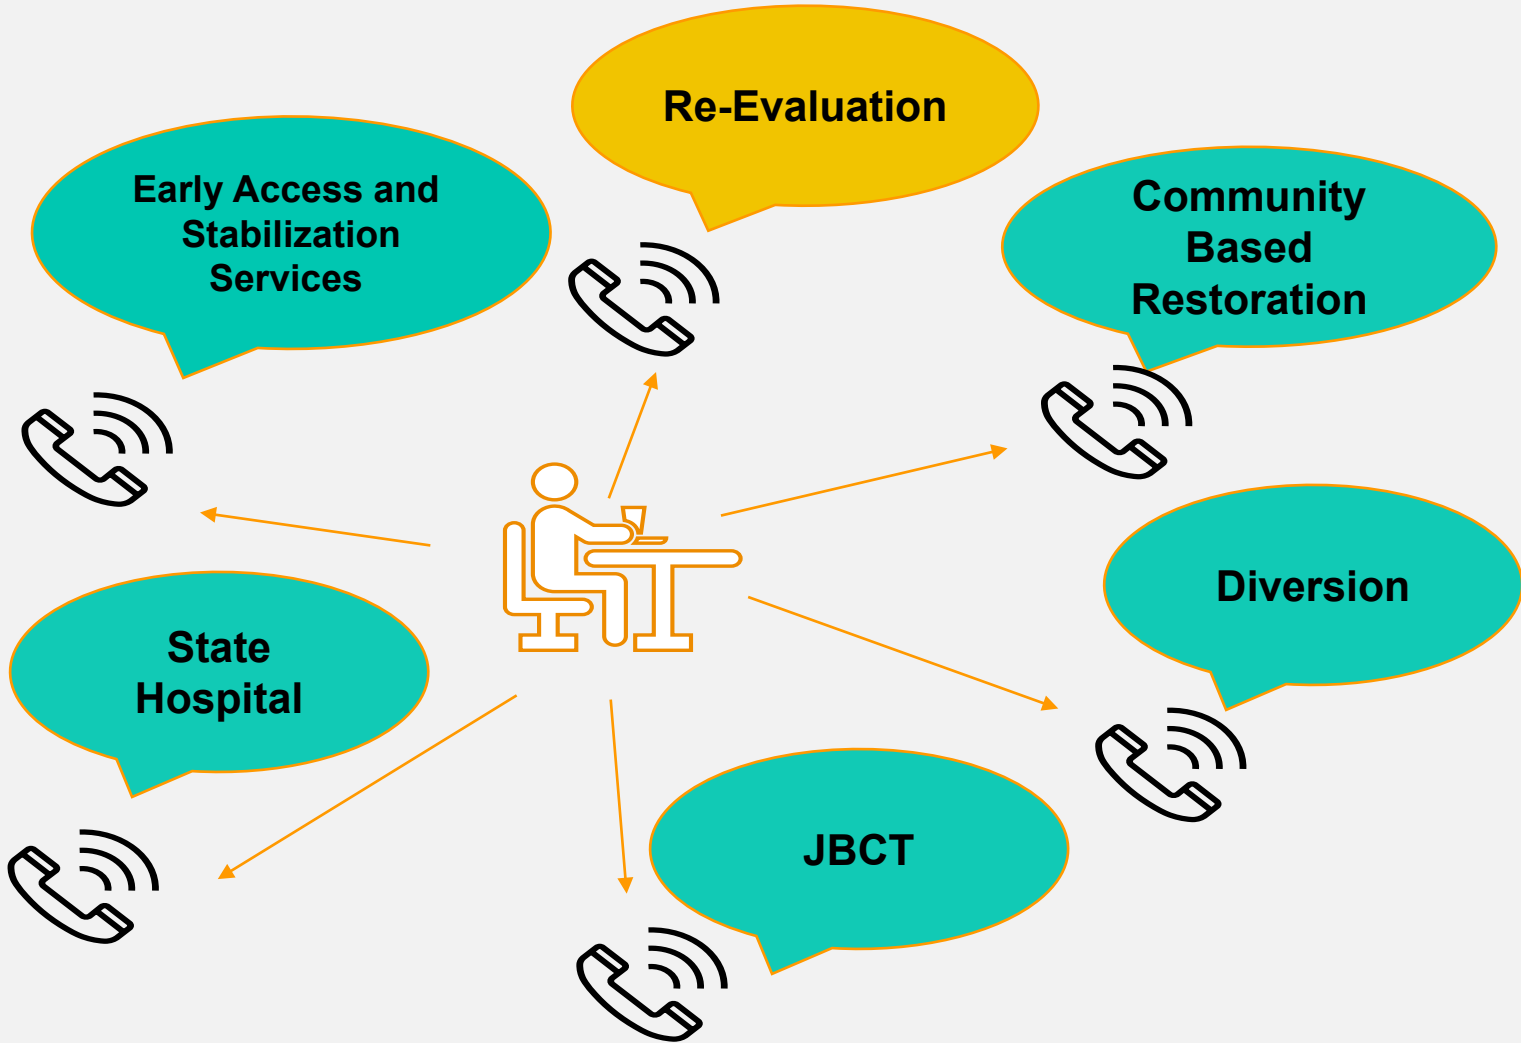 Re-Evaluation
Early Access and
Stabilization
Services
Community
Based
Restoration
Diversion
State
Hospital
JBCT